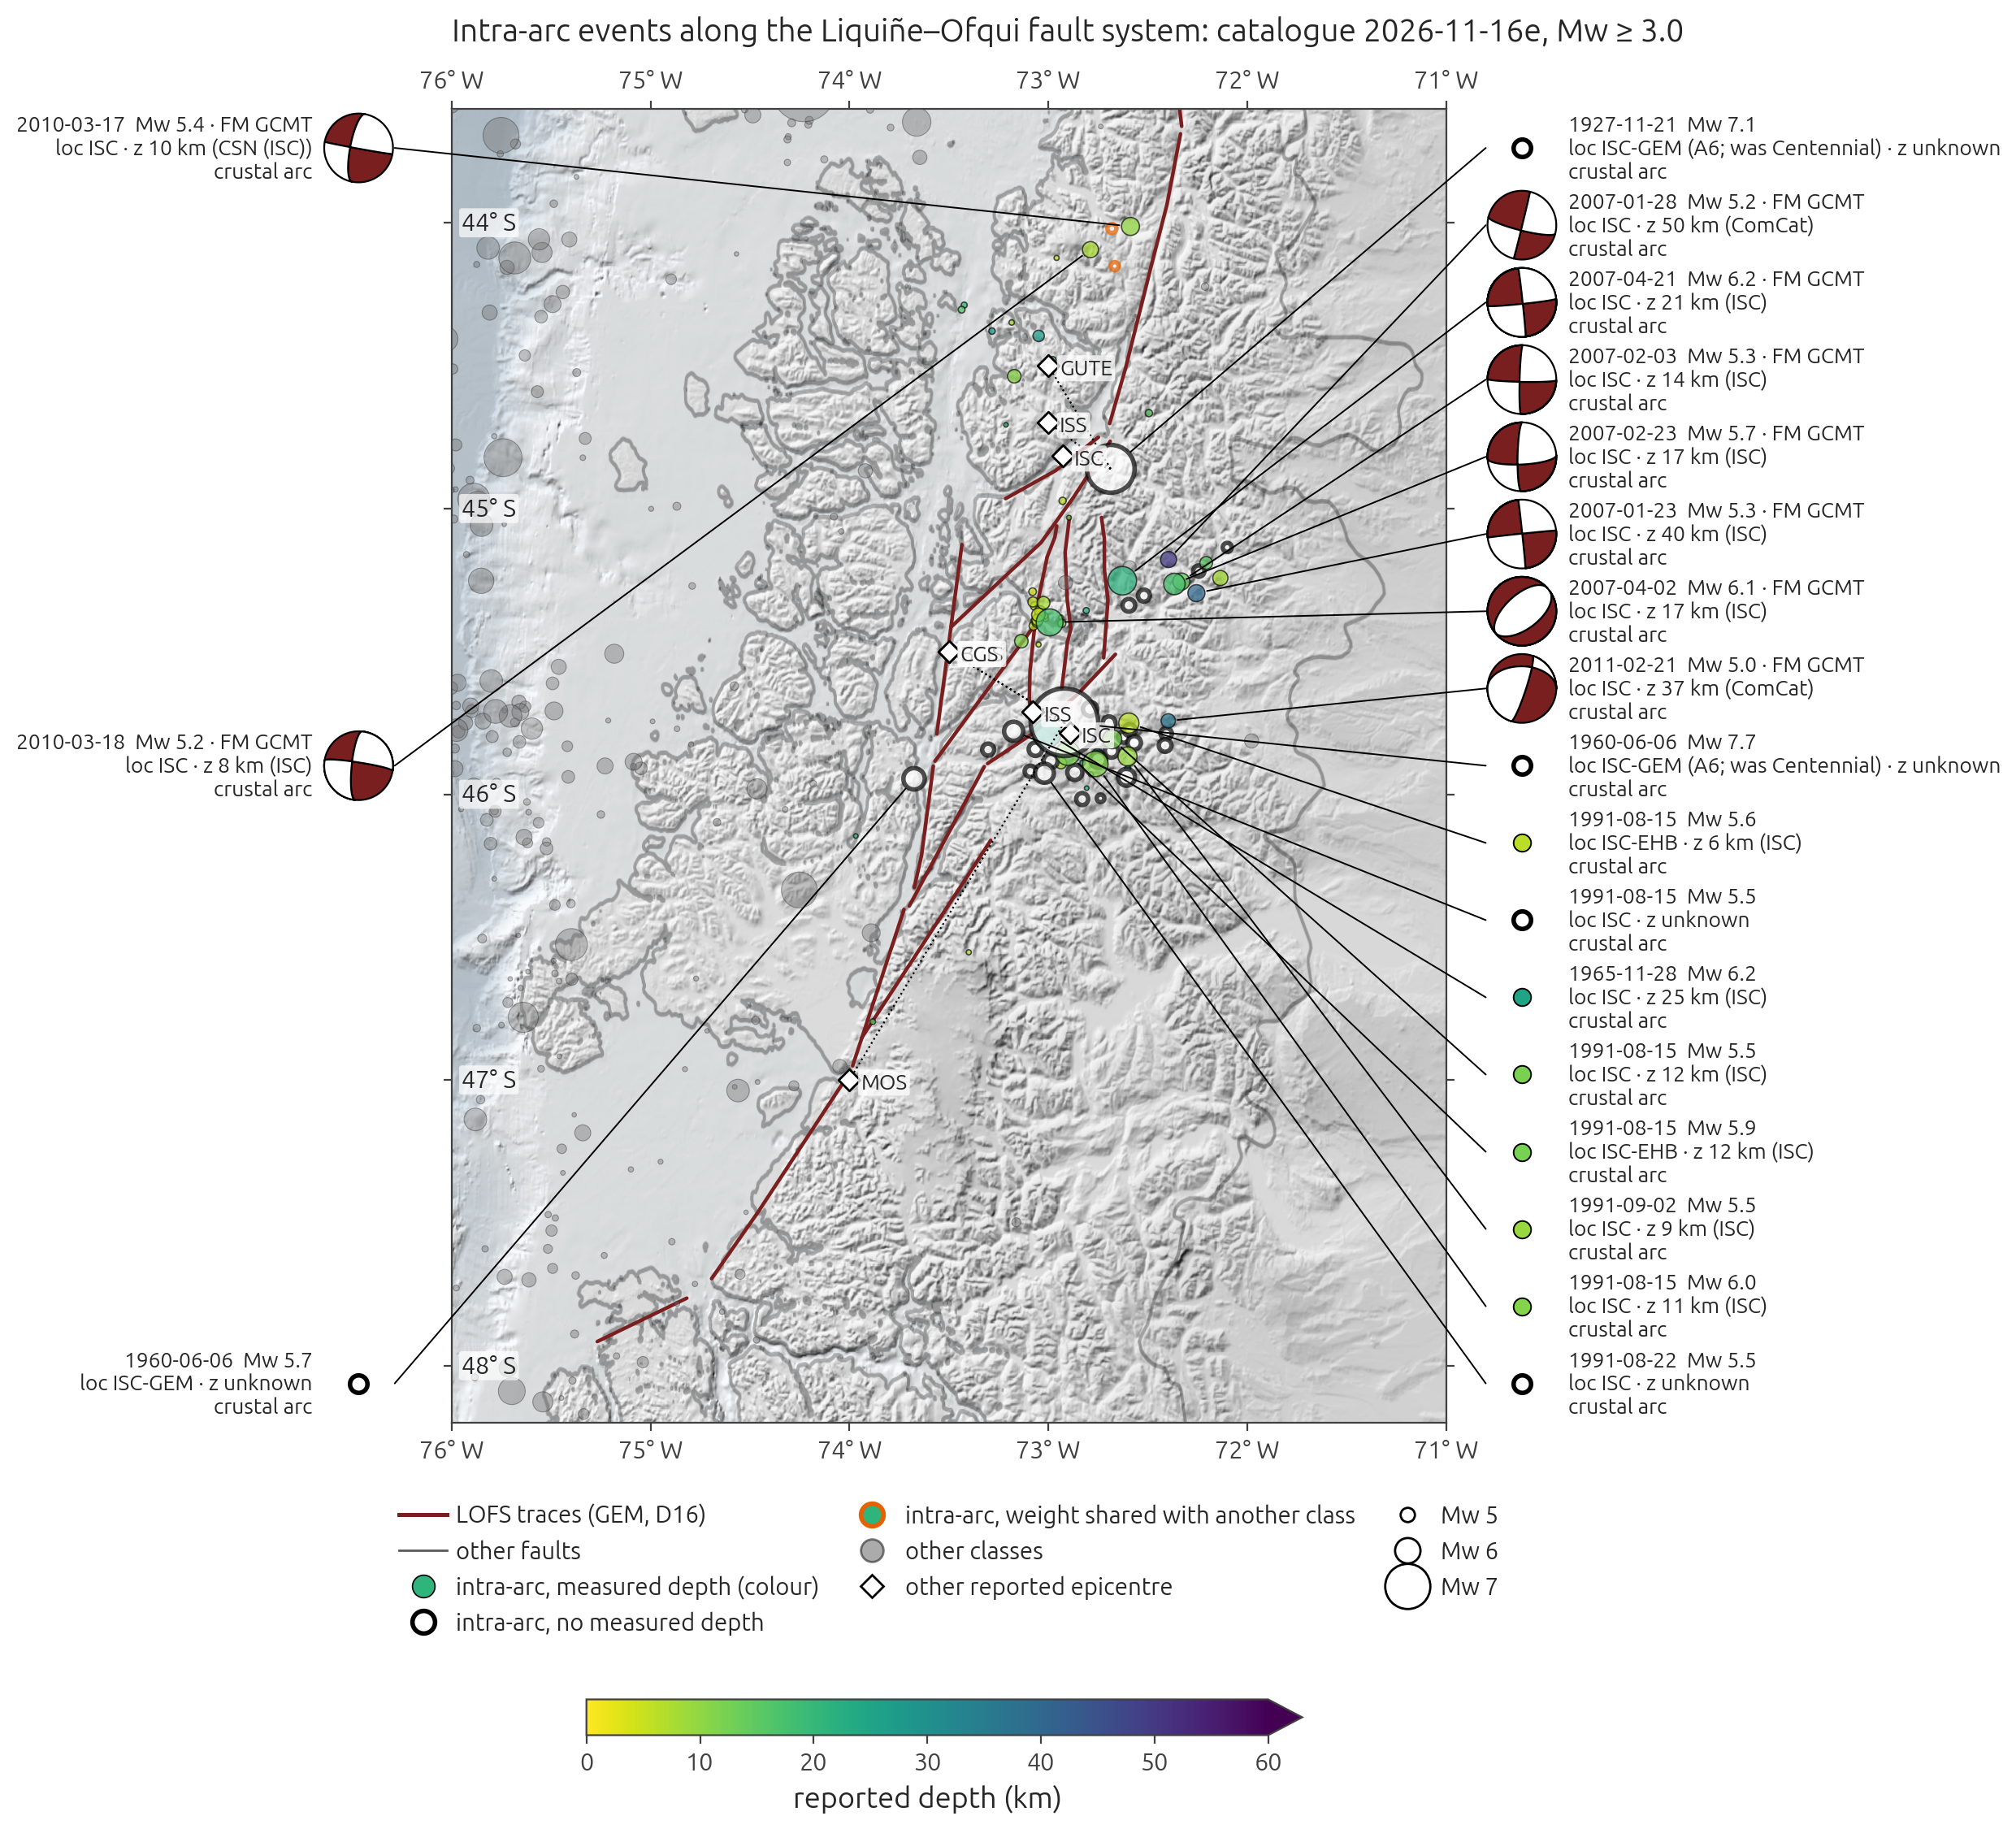 Intra-arc events along the Liquiñe–Ofqui fault system: catalogue 2026-11-16e, Mw ≥ 3.0
76° W
75° W
74° W
73° W
72° W
71° W
2010-03-17 Mw 5.4 · FM GCMT
loc ISC · z 10 km (CSN (ISC))
crustal arc
2010-03-18 Mw 5.2 · FM GCMT
loc ISC · z 8 km (ISC)
crustal arc
1960-06-06 Mw 5.7
loc ISC-GEM · z unknown
crustal arc
44° S
45° S
46° S
47° S
48° S
GUTE
ISS
ISC
CGS
ISS
ISC
MOS
1927-11-21 Mw 7.1
loc ISC-GEM (A6; was Centennial) · z unknown
crustal arc
2007-01-28 Mw 5.2 · FM GCMT
loc ISC · z 50 km (ComCat)
crustal arc
2007-04-21 Mw 6.2 · FM GCMT
loc ISC · z 21 km (ISC)
crustal arc
2007-02-03 Mw 5.3 · FM GCMT
loc ISC · z 14 km (ISC)
crustal arc
2007-02-23 Mw 5.7 · FM GCMT
loc ISC · z 17 km (ISC)
crustal arc
2007-01-23 Mw 5.3 · FM GCMT
loc ISC · z 40 km (ISC)
crustal arc
2007-04-02 Mw 6.1 · FM GCMT
loc ISC · z 17 km (ISC)
crustal arc
2011-02-21 Mw 5.0 · FM GCMT
loc ISC · z 37 km (ComCat)
crustal arc
1960-06-06 Mw 7.7
loc ISC-GEM (A6; was Centennial) · z unknown
crustal arc
1991-08-15 Mw 5.6
loc ISC-EHB · z 6 km (ISC)
crustal arc
1991-08-15 Mw 5.5
loc ISC · z unknown
crustal arc
1965-11-28 Mw 6.2
loc ISC · z 25 km (ISC)
crustal arc
1991-08-15 Mw 5.5
loc ISC · z 12 km (ISC)
crustal arc
1991-08-15 Mw 5.9
loc ISC-EHB · z 12 km (ISC)
crustal arc
1991-09-02 Mw 5.5
loc ISC · z 9 km (ISC)
crustal arc
1991-08-15 Mw 6.0
loc ISC · z 11 km (ISC)
crustal arc
1991-08-22 Mw 5.5
loc ISC · z unknown
crustal arc
76° W
75° W
74° W
73° W
72° W
71° W
LOFS traces (GEM, D16)
other faults
intra-arc, measured depth (colour)
intra-arc, no measured depth
intra-arc, weight shared with another class
other classes
other reported epicentre
Mw 5
Mw 6
Mw 7
0
10
20
30
40
50
60
reported depth (km)